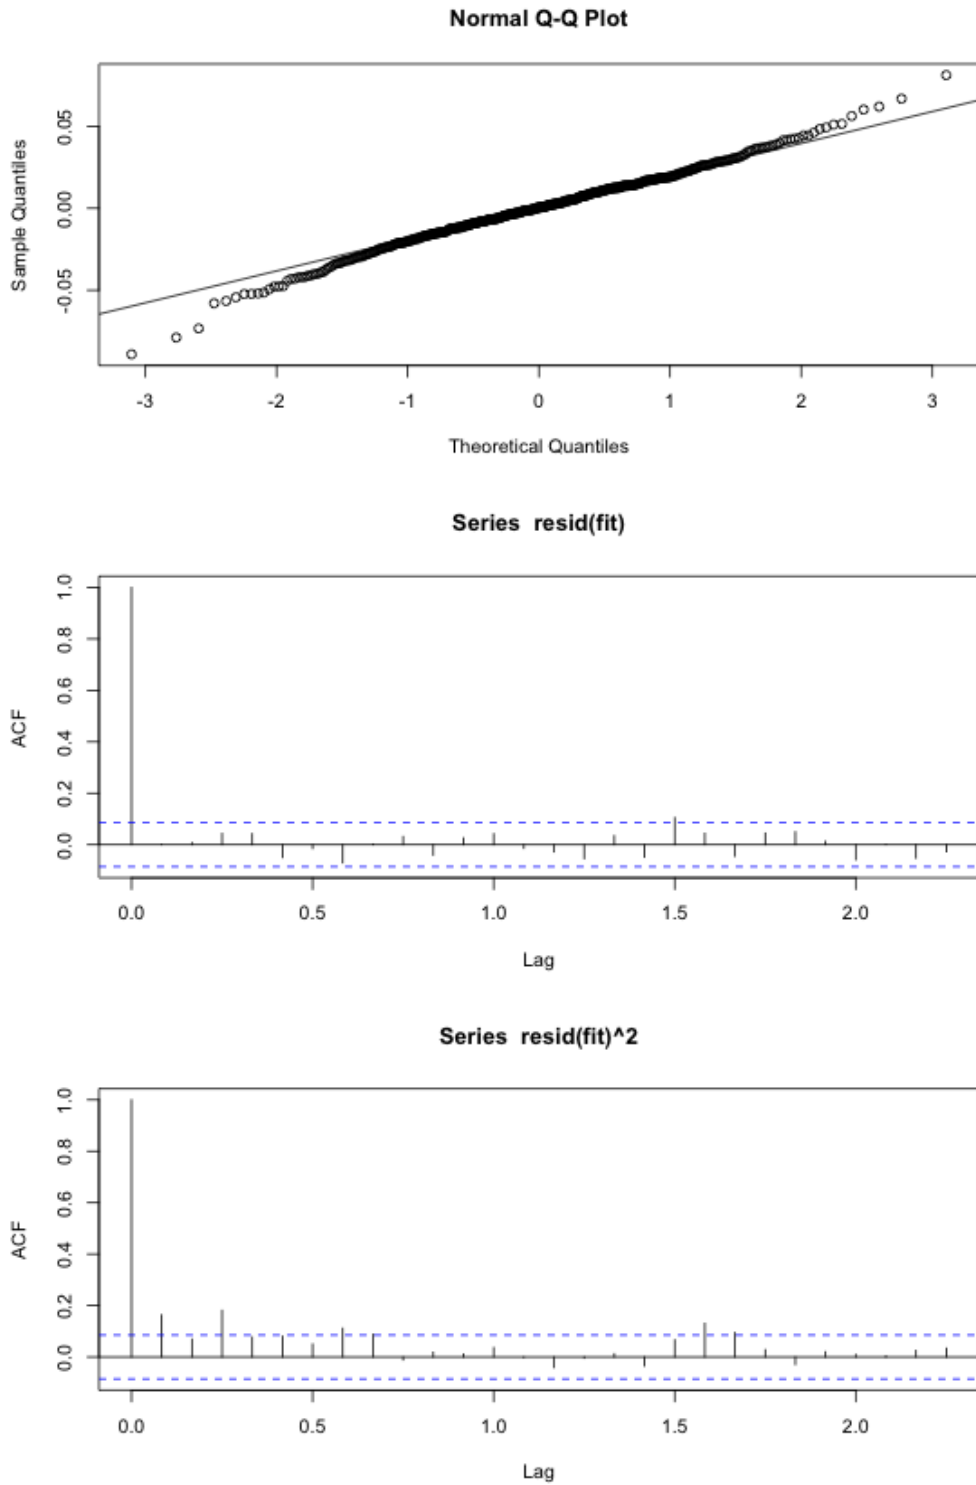 Normal Q-Q Plot
Sample Quantiles
0.05
0.00
-0.05
-3 -2 -1 0 1 2 3
Theoretical Quantiles
Series resid(fit)
ACF
1.0
0.8
0.6
0.4
0.2
0.0
0.0 0.5 1.0 1.5 2.0
Lag
Series resid(fit)^2
ACF
1.0
0.8
0.6
0.4
0.2
0.0
0.0 0.5 1.0 1.5 2.0
Lag